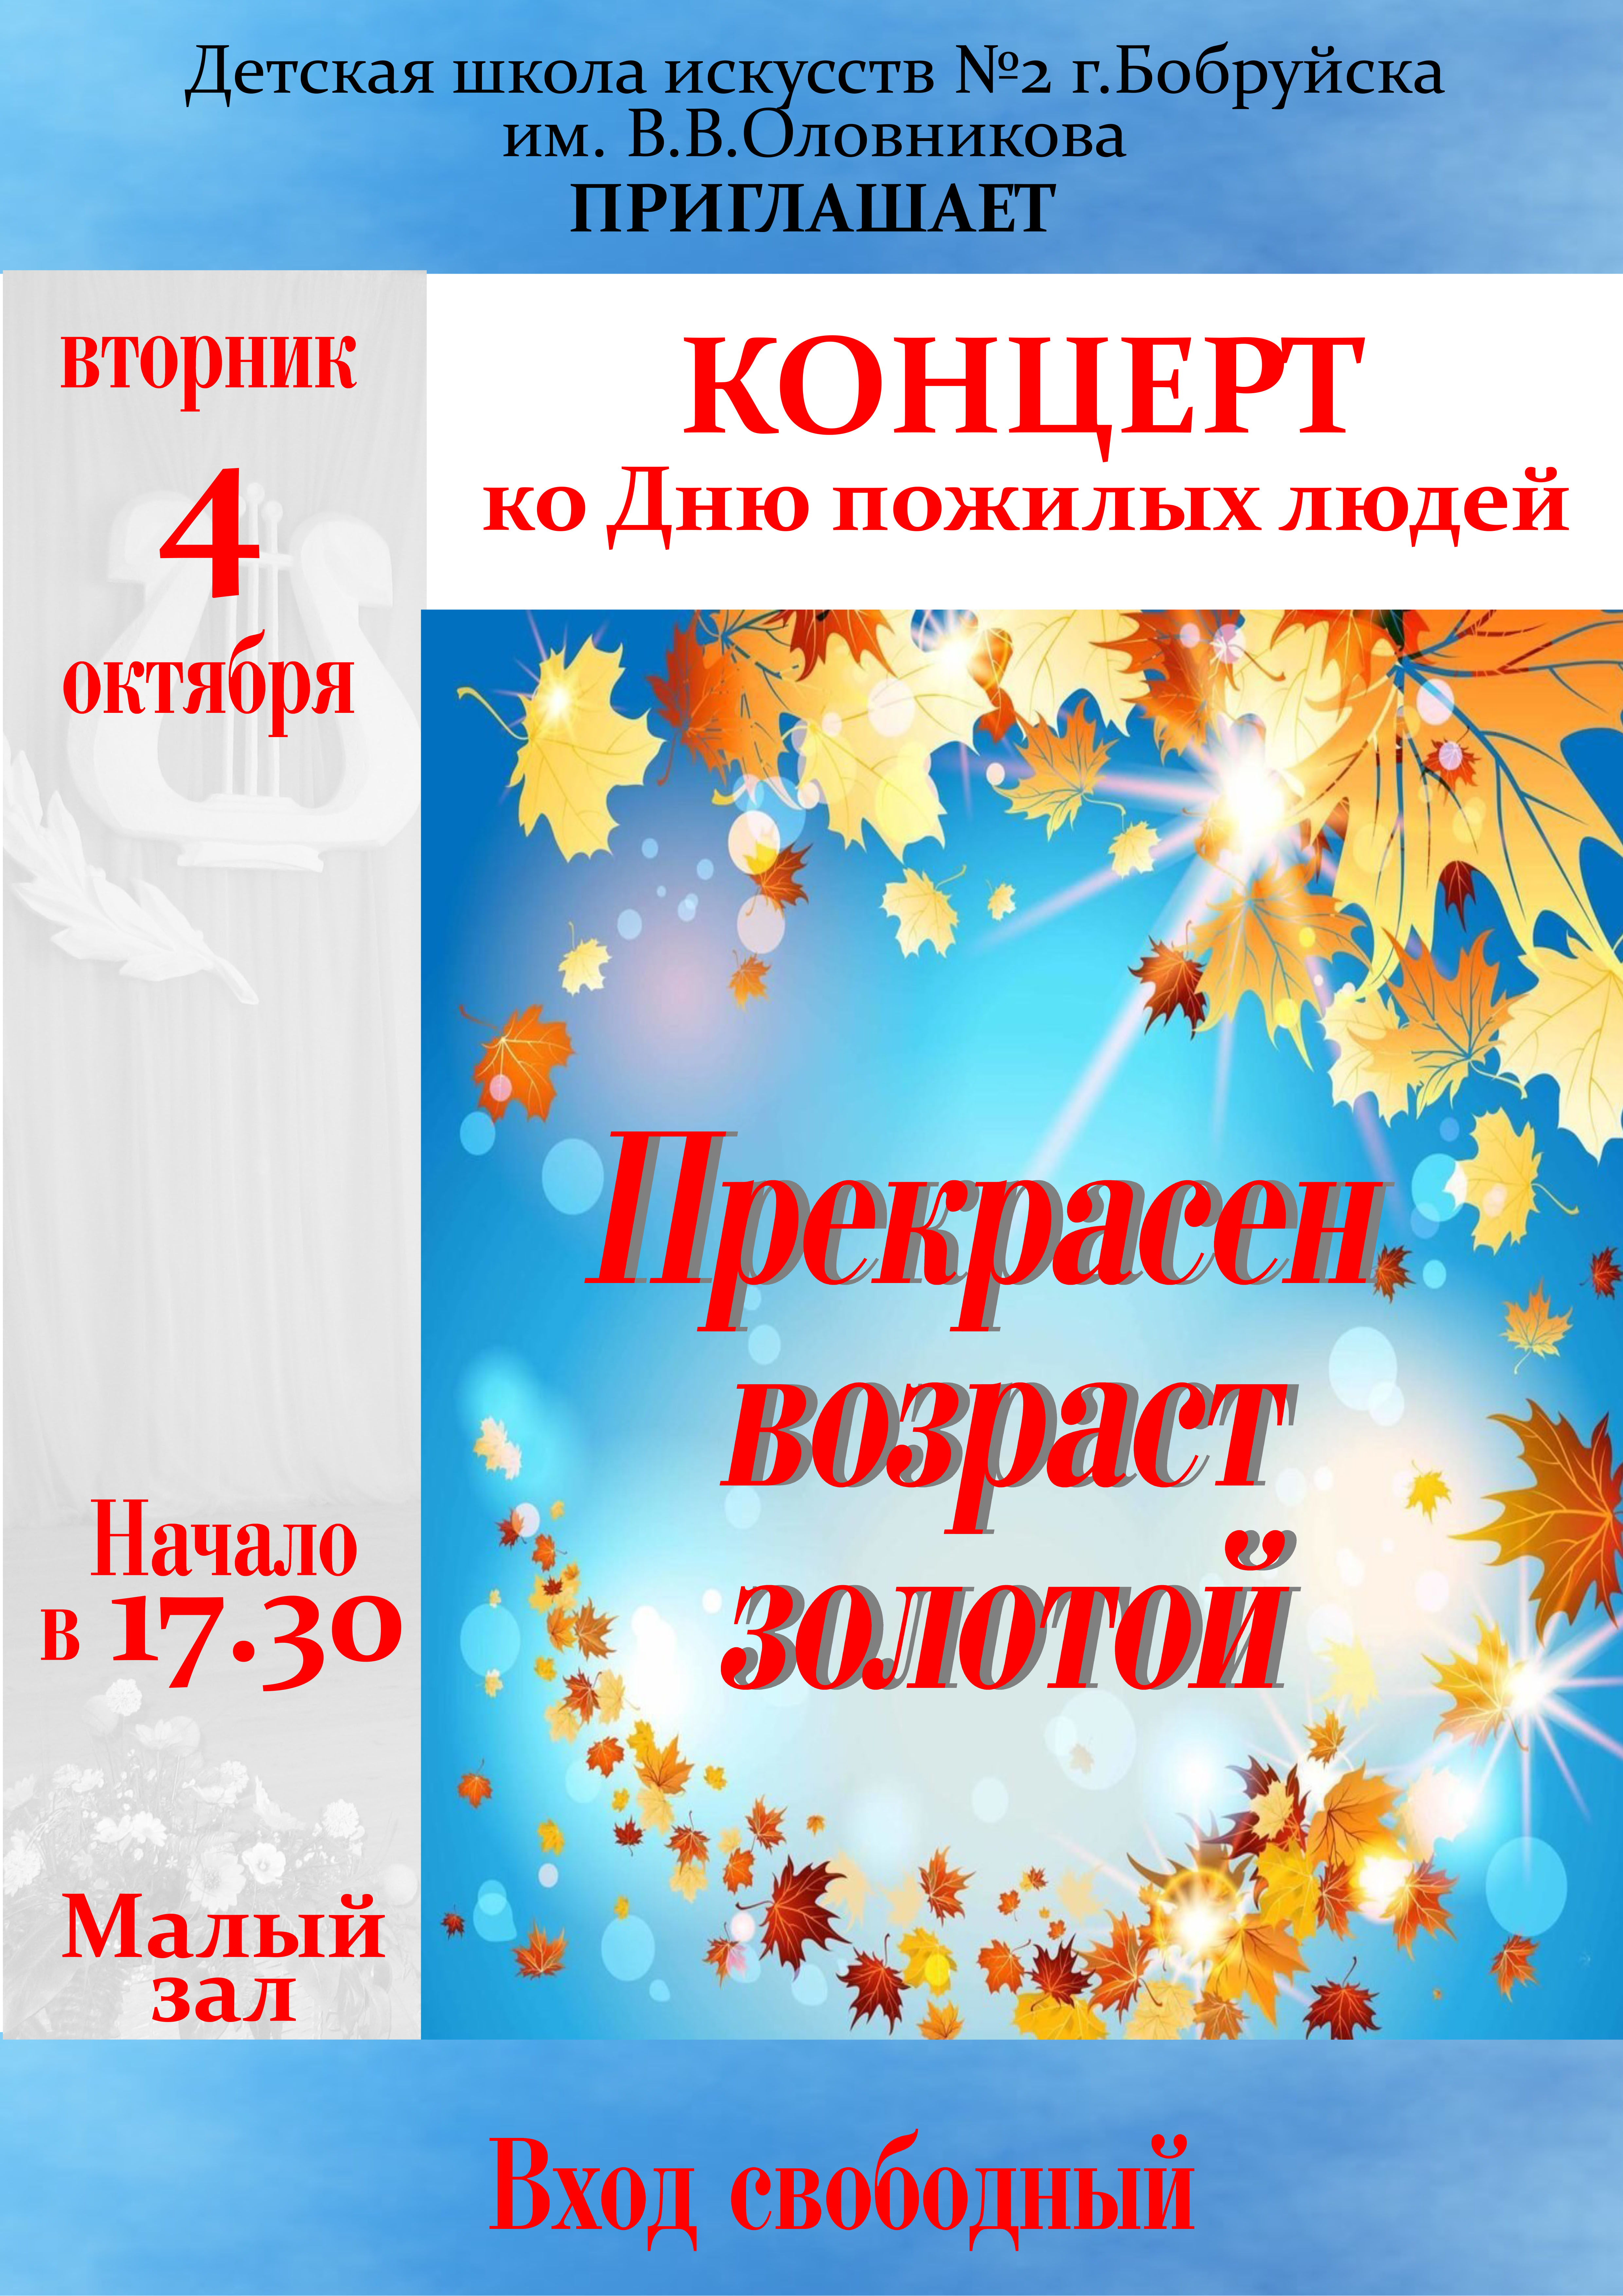 Детская школа искусств №2 г.Бобруйска
им. В.В.Оловникова
ПРИГЛАШАЕТ
вторник
4
октября
КОНЦЕРТ
ко Дню пожилых людей
Прекрасен
возраст
золотой
Начало
в 17.30
Малый
зал
Вход свободный